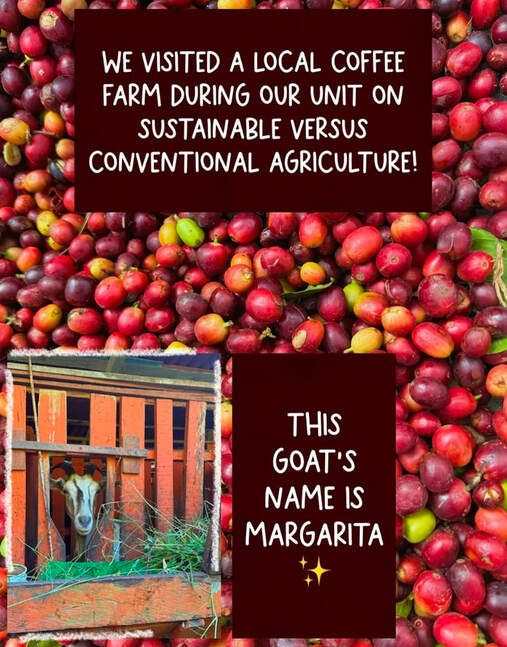 WE VISITED A LOCAL COFFEE
FARM DURING OUR UNIT ON
SUSTAINABLE VERSUS
CONVENTIONAL AGRICULTURE!
THIS
GOAT'S
NAME IS
MARGARITA
✨